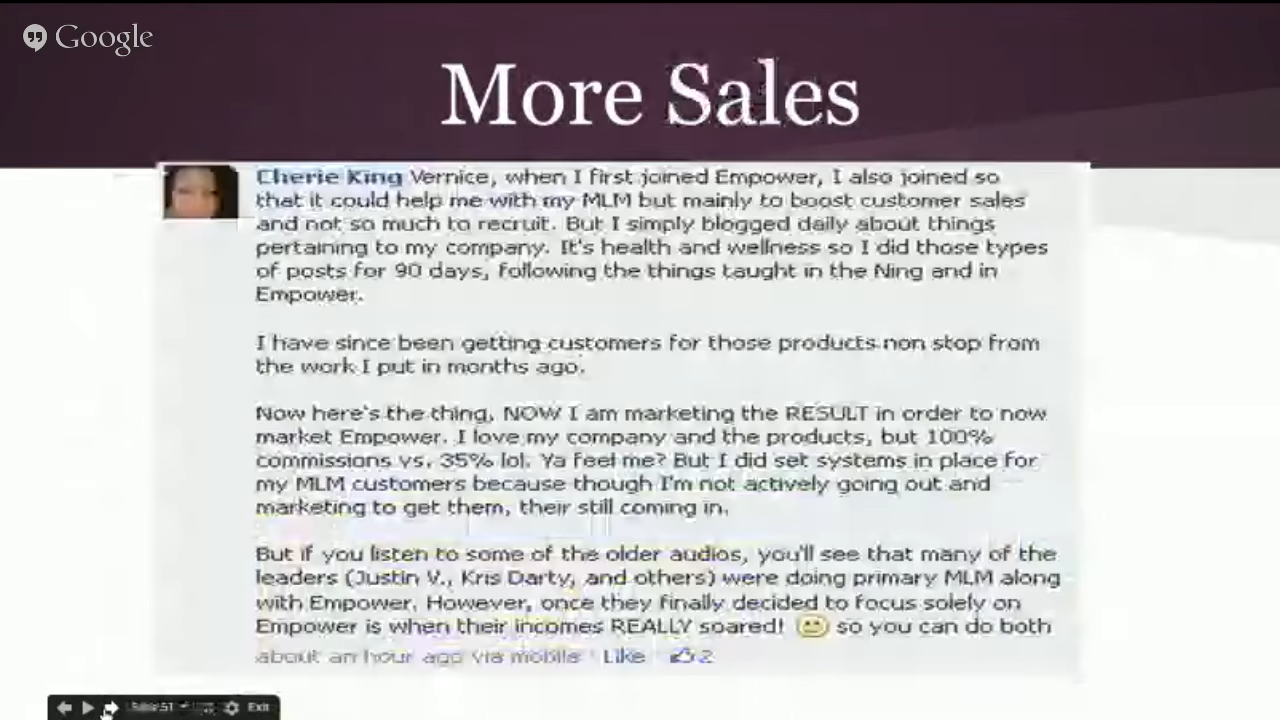 Google
More Sales
Cherie King Vernice, when I first joined Empower, I also joined so
that it could help me with my MLM but mainly to boost customer sales
and not so much to recruit. But I simply blogged daily about things
pertaining to my company. It's health and wellness so I did those types
of posts for 90 days, following the things taught in the Ning and in
Empower.
I have since been getting customers for those products non stop from
the work I put in months ago.
Now here's the thing, NOW I am marketing the RESULT in order to now
market Empower. I love my company and the products, but 100%
commissions vs. 35% lol. Ya feel me? But I did set systems in place for
my MLM customers because though I'm not actively going out and
marketing to get them, their still coming in.
But if you listen to some of the older audios, you'll see that many of the
leaders (Justin V., Kris Darty, and others) were doing primary MLM along
with Empower. However, once they finally decided to focus solely on
Empower is when their incomes REALLY soared! so you can do both
about an hour ago via mobile · Like · 2
Exit